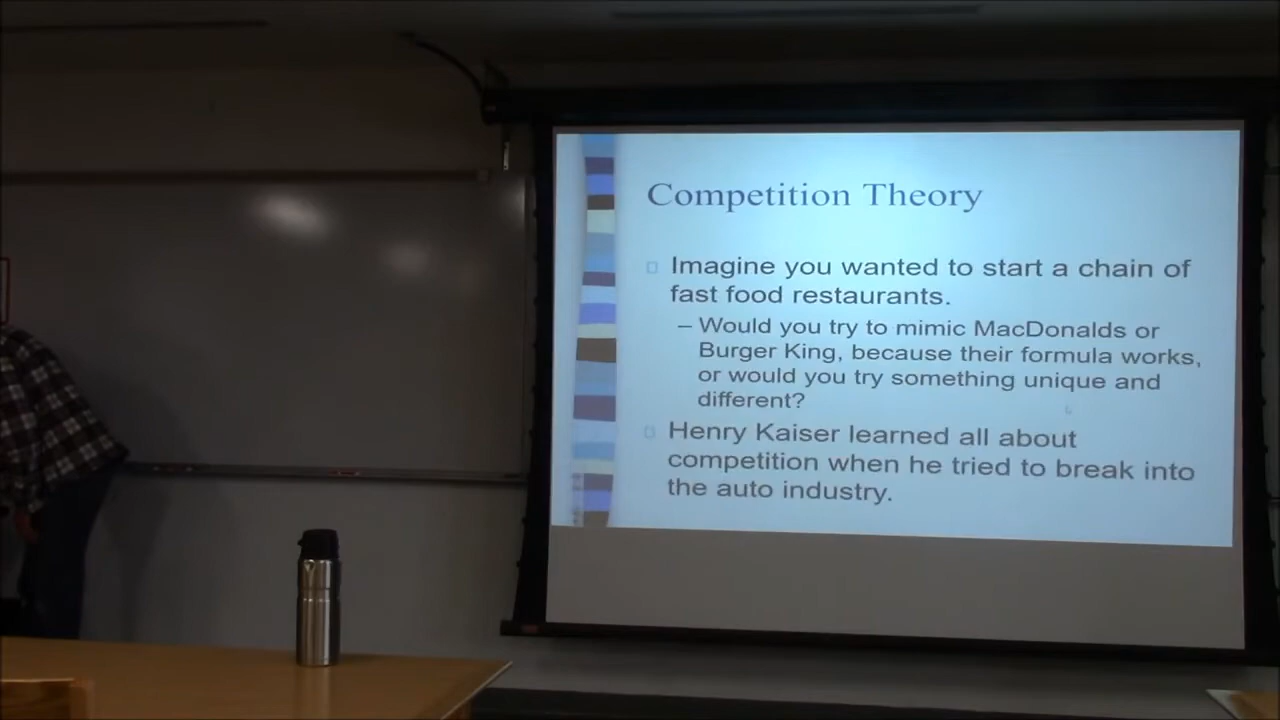 Competition Theory
Imagine you wanted to start a chain of
fast food restaurants.
– Would you try to mimic MacDonalds or
Burger King, because their formula works,
or would you try something unique and
different?
Henry Kaiser learned all about
competition when he tried to break into
the auto industry.